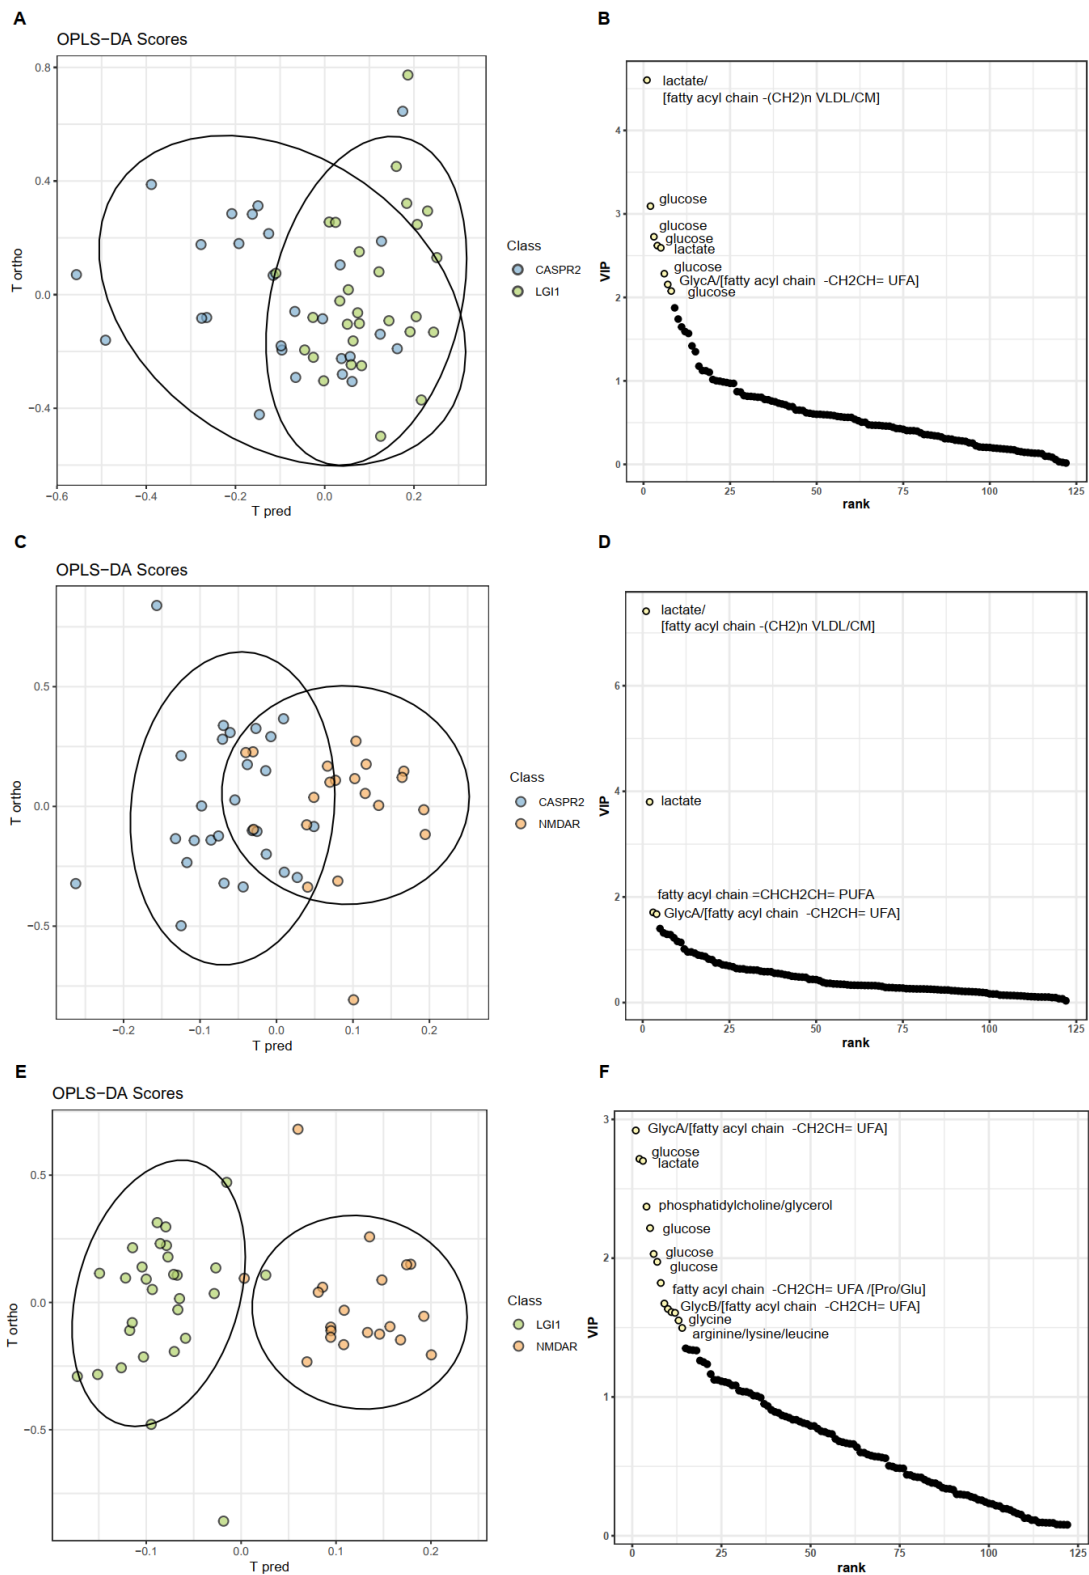 A
OPLS−DA Scores
0.8
0.4
0.0
−0.4
−0.6
−0.4
−0.2
0.0
0.2
T pred
T ortho
Class
CASPR2
LGI1
B
lactate/
[fatty acyl chain -(CH2)n VLDL/CM]
glucose
glucose
glucose
lactate
glucose
GlycA/[fatty acyl chain -CH2CH= UFA]
glucose
4
3
2
1
0
VIP
0
25
50
75
100
125
rank
C
OPLS−DA Scores
0.5
0.0
−0.5
−0.2
−0.1
0.0
0.1
0.2
T pred
T ortho
Class
CASPR2
NMDAR
D
lactate/
[fatty acyl chain -(CH2)n VLDL/CM]
lactate
fatty acyl chain =CHCH2CH= PUFA
GlycA/[fatty acyl chain -CH2CH= UFA]
6
4
2
0
VIP
0
25
50
75
100
125
rank
E
OPLS−DA Scores
0.5
0.0
−0.5
−0.1
0.0
0.1
0.2
T pred
T ortho
Class
LGI1
NMDAR
F
GlycA/[fatty acyl chain -CH2CH= UFA]
glucose
lactate
phosphatidylcholine/glycerol
glucose
glucose
glucose
fatty acyl chain -CH2CH= UFA /[Pro/Glu]
GlycB/[fatty acyl chain -CH2CH= UFA]
glycine
arginine/lysine/leucine
3
2
1
0
VIP
0
25
50
75
100
125
rank